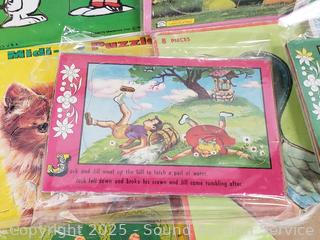 Midi-
Puzzle
8 PIECES
Jack and Jill went up the hill to fetch a pail of water.
Jack fell down and broke his crown and Jill came tumbling after.
Copyright 2025 - Sound
Service